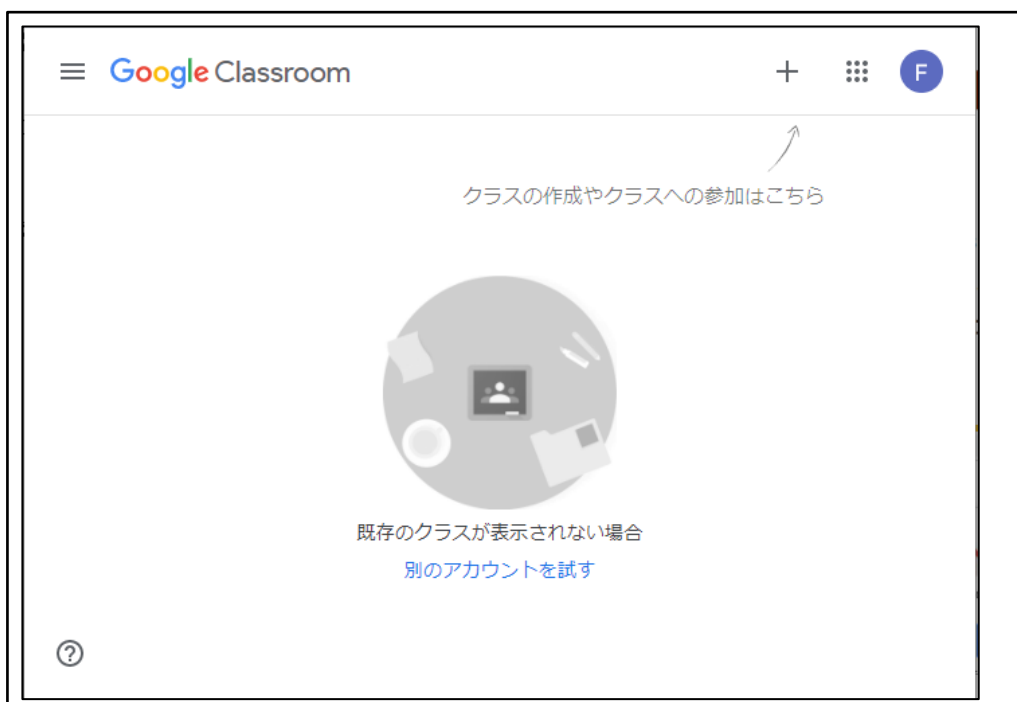 Google Classroom
F
クラスの作成やクラスへの参加はこちら
既存のクラスが表示されない場合
別のアカウントを試す
?